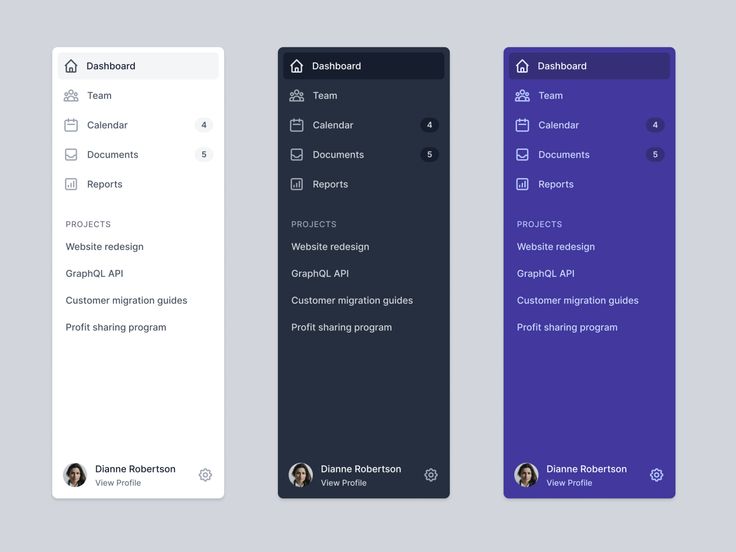 Dashboard
Team
Calendar 4
Documents 5
Reports
PROJECTS
Website redesign
GraphQL API
Customer migration guides
Profit sharing program
Dianne Robertson
View Profile
Dashboard
Team
Calendar 4
Documents 5
Reports
PROJECTS
Website redesign
GraphQL API
Customer migration guides
Profit sharing program
Dianne Robertson
View Profile
Dashboard
Team
Calendar 4
Documents 5
Reports
PROJECTS
Website redesign
GraphQL API
Customer migration guides
Profit sharing program
Dianne Robertson
View Profile